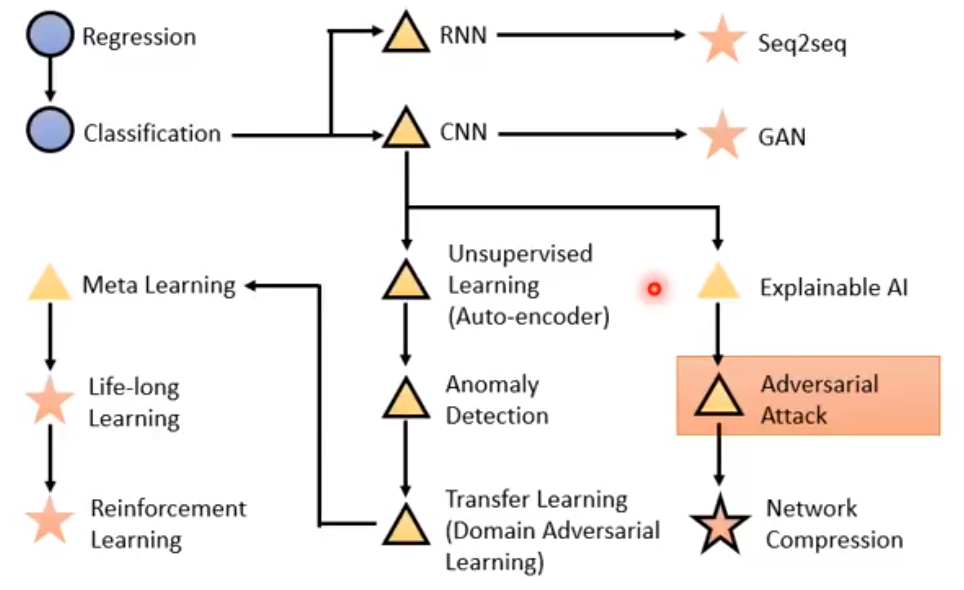 Regression
RNN
Seq2seq
Classification
CNN
GAN
Meta Learning
Unsupervised
Learning
(Auto-encoder)
Explainable AI
Life-long
Learning
Anomaly
Detection
Adversarial
Attack
Reinforcement
Learning
Transfer Learning
(Domain Adversarial
Learning)
Network
Compression